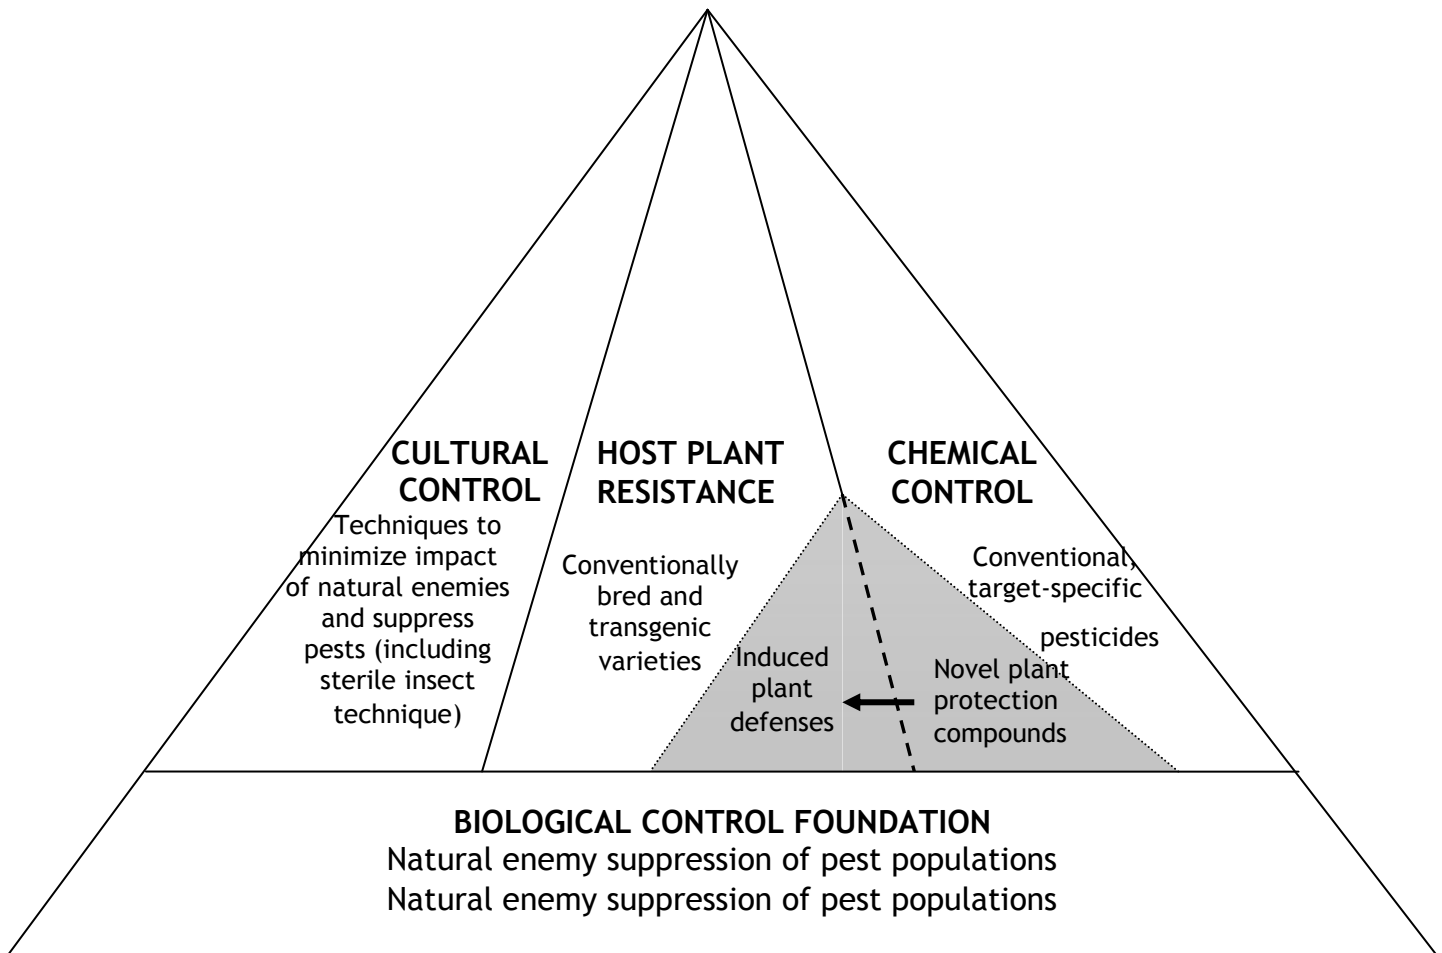 CULTURAL
CONTROL
Techniques to
minimize impact
of natural enemies
and suppress
pests (including
sterile insect
technique)
HOST PLANT
RESISTANCE
Conventionally
bred and
transgenic
varieties
Induced
plant
defenses
CHEMICAL
CONTROL
Conventional,
target-specific
pesticides
Novel plant
protection
compounds
BIOLOGICAL CONTROL FOUNDATION
Natural enemy suppression of pest populations
Natural enemy suppression of pest populations